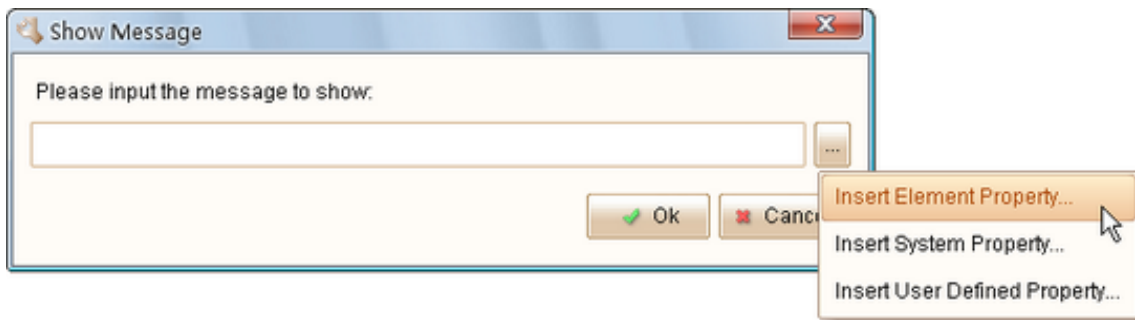 Show Message
Please input the message to show:
...
Ok
Canc
Insert Element Property...
Insert System Property...
Insert User Defined Property...